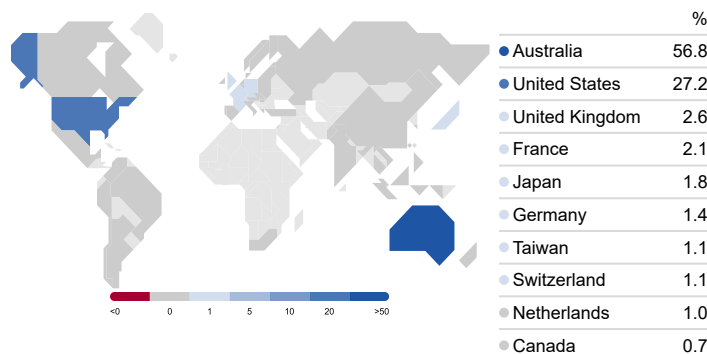 %
Australia 56.8
United States 27.2
United Kingdom 2.6
France 2.1
Japan 1.8
Germany 1.4
Taiwan 1.1
Switzerland 1.1
Netherlands 1.0
Canada 0.7
<0 0 1 5 10 20 >50